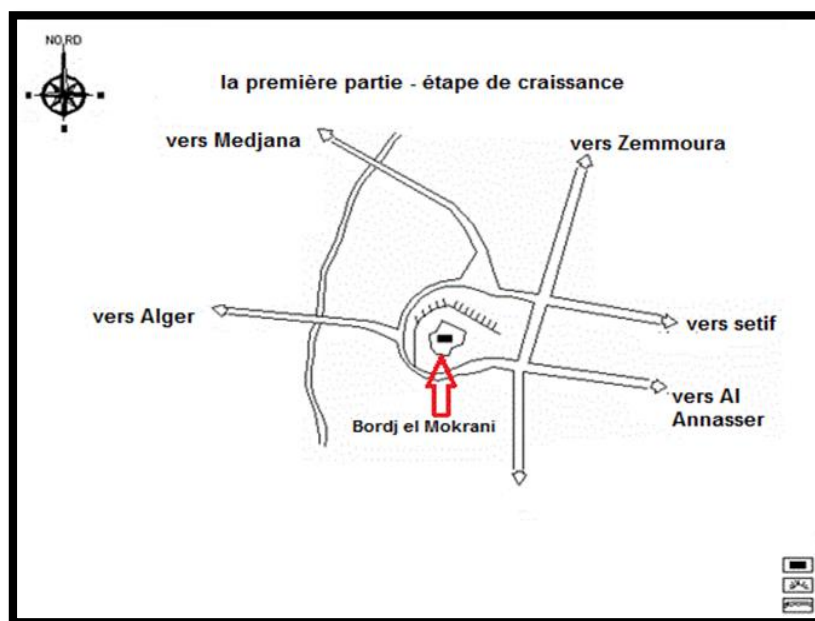 NORD
la première partie - étape de craissance
vers Medjana
vers Zemmoura
vers Alger
vers setif
vers Al
Annasser
Bordj el Mokrani